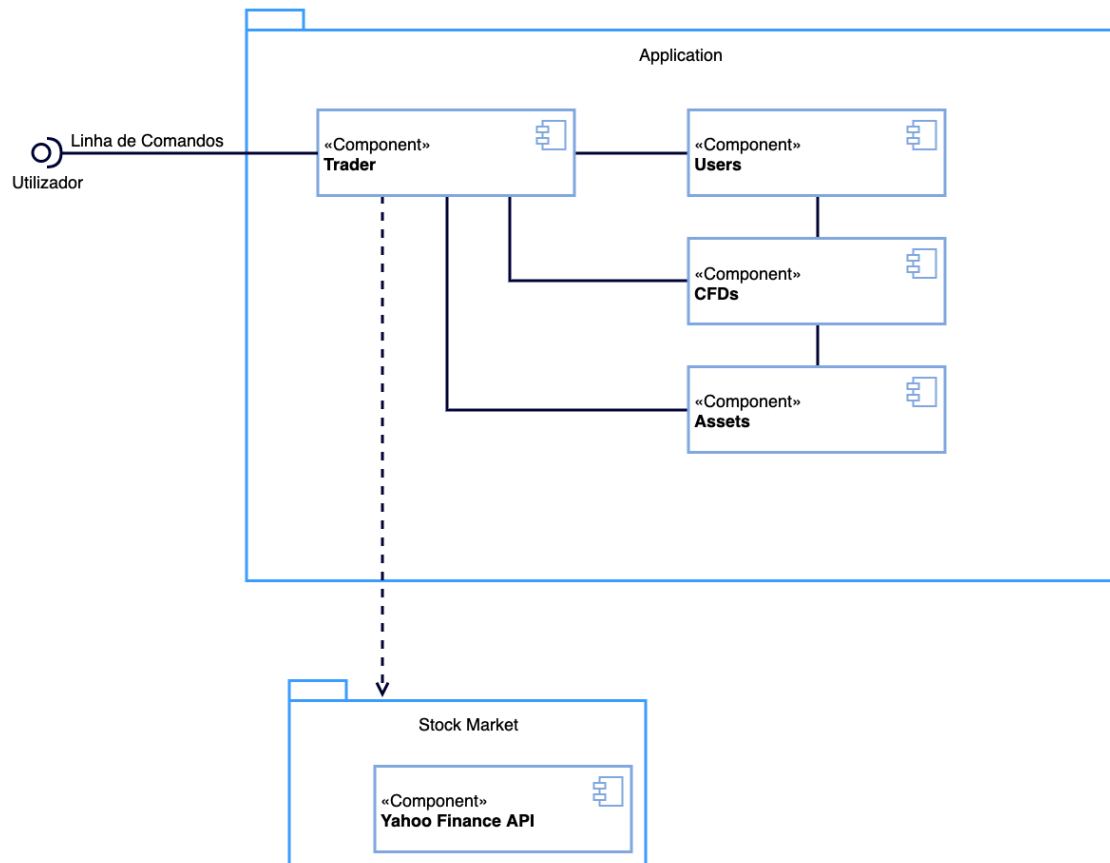 Application
Linha de Comandos
Utilizador
«Component»
Trader
«Component»
Users
«Component»
CFDs
«Component»
Assets
Stock Market
«Component»
Yahoo Finance API